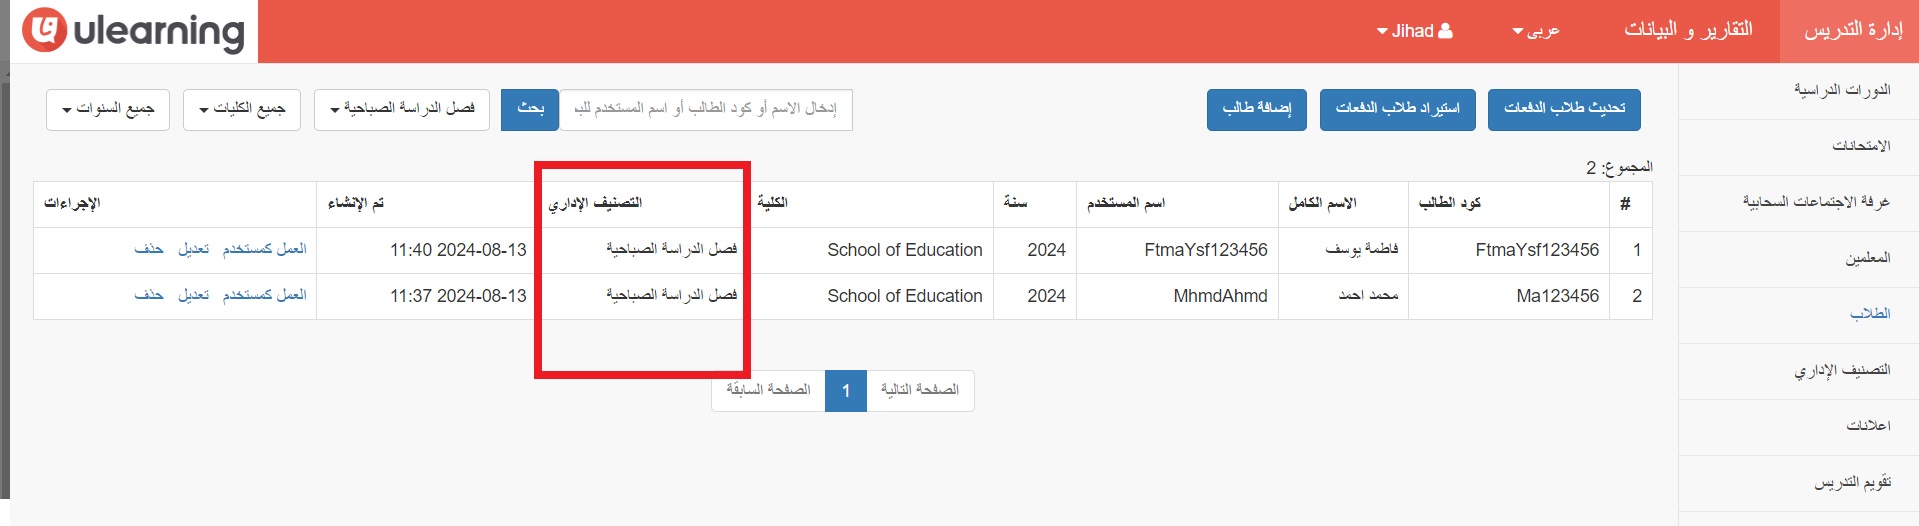 إدارة التدريس
التقارير و البيانات
عربى
Jihad
ulearning
الدورات الدراسية
الامتحانات
غرفة الاجتماعات السحابية
المعلمين
الطلاب
التصنيف الإداري
اعلانات
تقويم التدريس
تحديث طلاب الدفعات
استيراد طلاب الدفعات
إضافة طالب
إدخال الاسم أو كود الطالب أو اسم المستخدم للبـ
بحث
فصل الدراسة الصباحية
جميع الكليات
جميع السنوات
المجموع: 2
# كود الطالب الاسم الكامل اسم المستخدم سنة الكلية التصنيف الإداري تم الإنشاء الإجراءات
1 FtmaYsf123456 فاطمة يوسف FtmaYsf123456 2024 School of Education فصل الدراسة الصباحية 2024-08-13 11:40 العمل كمستخدم تعديل حذف
2 Ma123456 محمد احمد MhmdAhmd 2024 School of Education فصل الدراسة الصباحية 2024-08-13 11:37 العمل كمستخدم تعديل حذف
الصفحة التالية 1 الصفحة السابقة